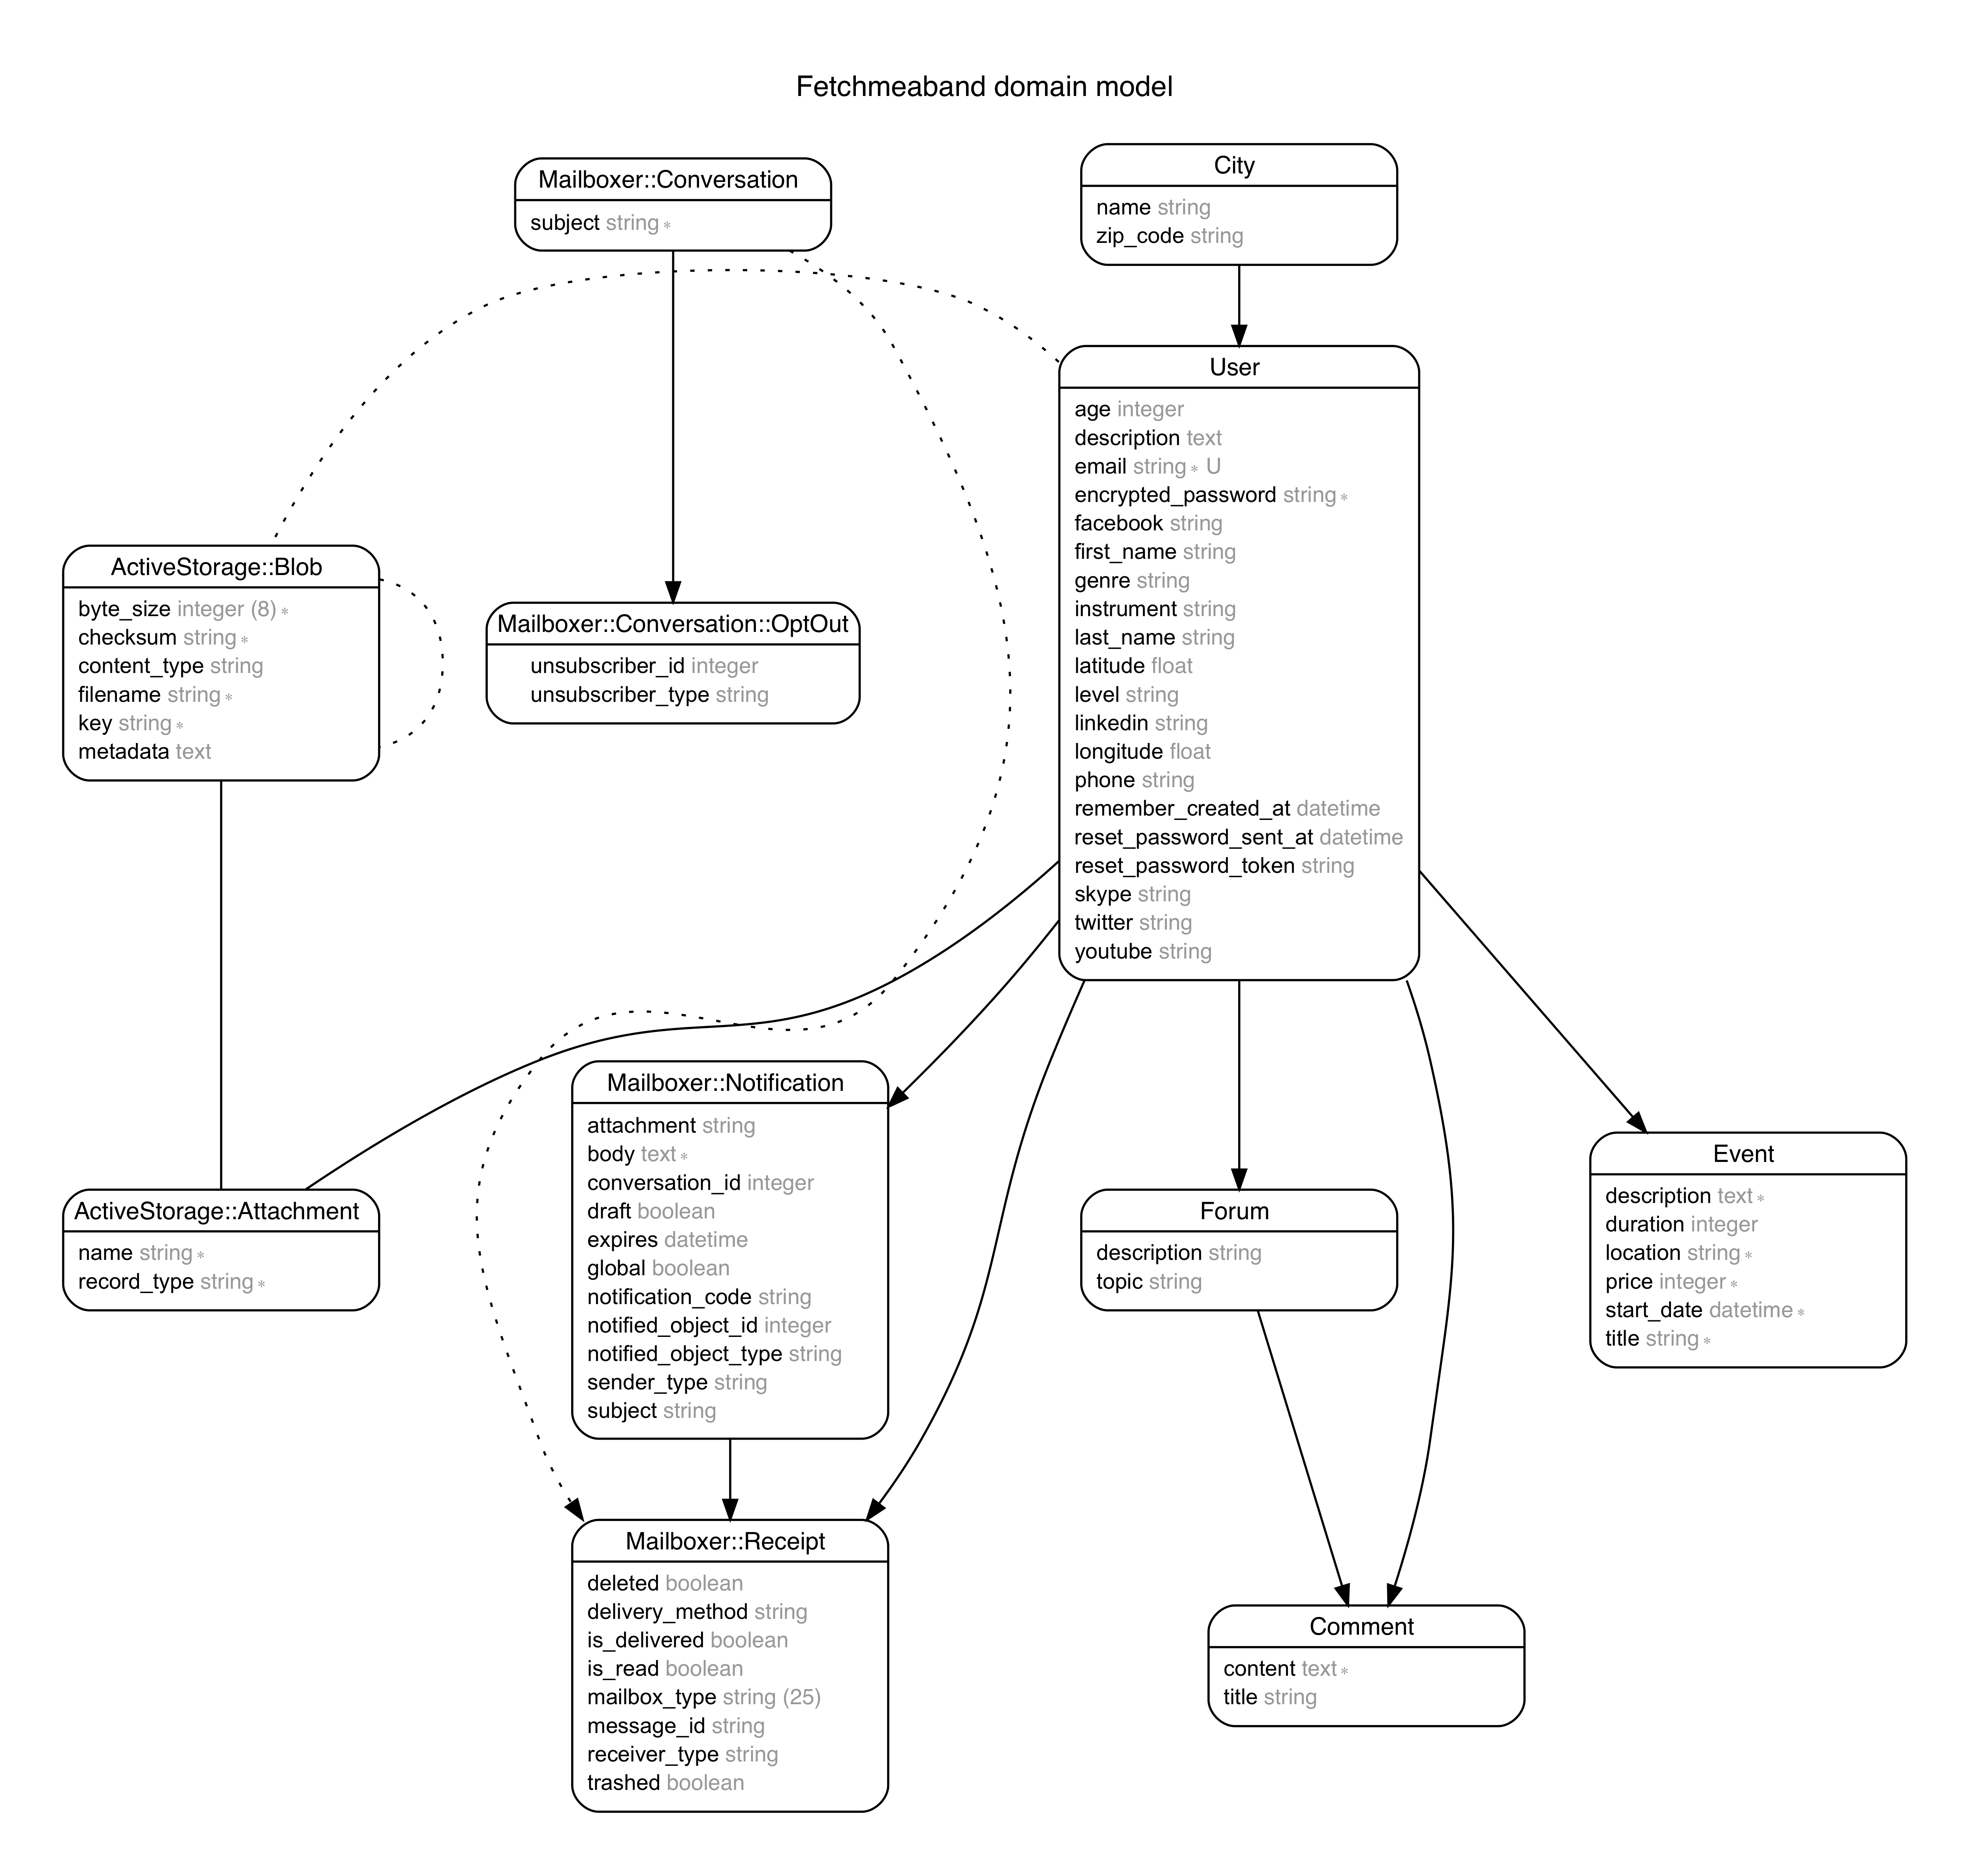 Fetchmeaband domain model
Mailboxer::Conversation
subject string *
City
name string
zip_code string
User
age integer
description text
email string * U
encrypted_password string *
facebook string
first_name string
genre string
instrument string
last_name string
latitude float
level string
linkedin string
longitude float
phone string
remember_created_at datetime
reset_password_sent_at datetime
reset_password_token string
skype string
twitter string
youtube string
ActiveStorage::Blob
byte_size integer (8) *
checksum string *
content_type string
filename string *
key string *
metadata text
Mailboxer::Conversation::OptOut
unsubscriber_id integer
unsubscriber_type string
Mailboxer::Notification
attachment string
body text *
conversation_id integer
draft boolean
expires datetime
global boolean
notification_code string
notified_object_id integer
notified_object_type string
sender_type string
subject string
ActiveStorage::Attachment
name string *
record_type string *
Forum
description string
topic string
Event
description text *
duration integer
location string *
price integer *
start_date datetime *
title string *
Mailboxer::Receipt
deleted boolean
delivery_method string
is_delivered boolean
is_read boolean
mailbox_type string (25)
message_id string
receiver_type string
trashed boolean
Comment
content text *
title string